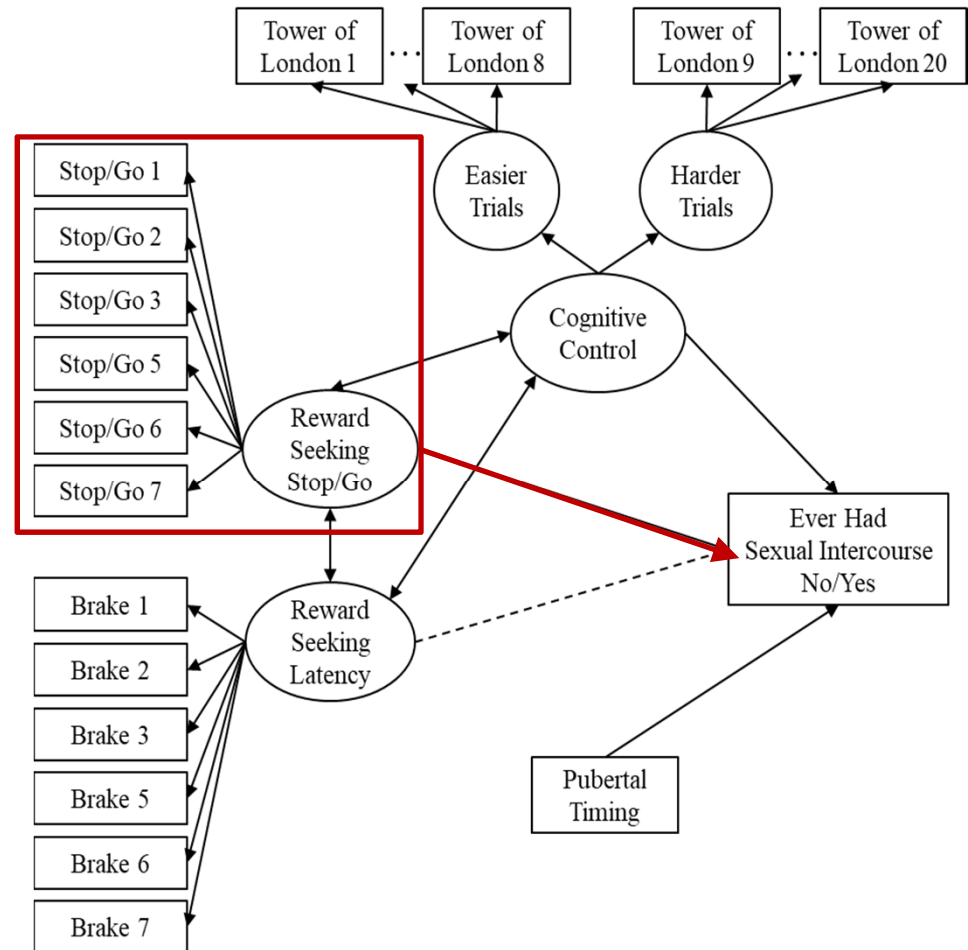 Tower of
London 1
...
Tower of
London 8
Tower of
London 9
...
Tower of
London 20
Easier
Trials
Harder
Trials
Stop/Go 1
Stop/Go 2
Stop/Go 3
Stop/Go 5
Stop/Go 6
Stop/Go 7
Cognitive
Control
Reward
Seeking
Stop/Go
Ever Had
Sexual Intercourse
No/Yes
Reward
Seeking
Latency
Brake 1
Brake 2
Brake 3
Brake 5
Brake 6
Brake 7
Pubertal
Timing